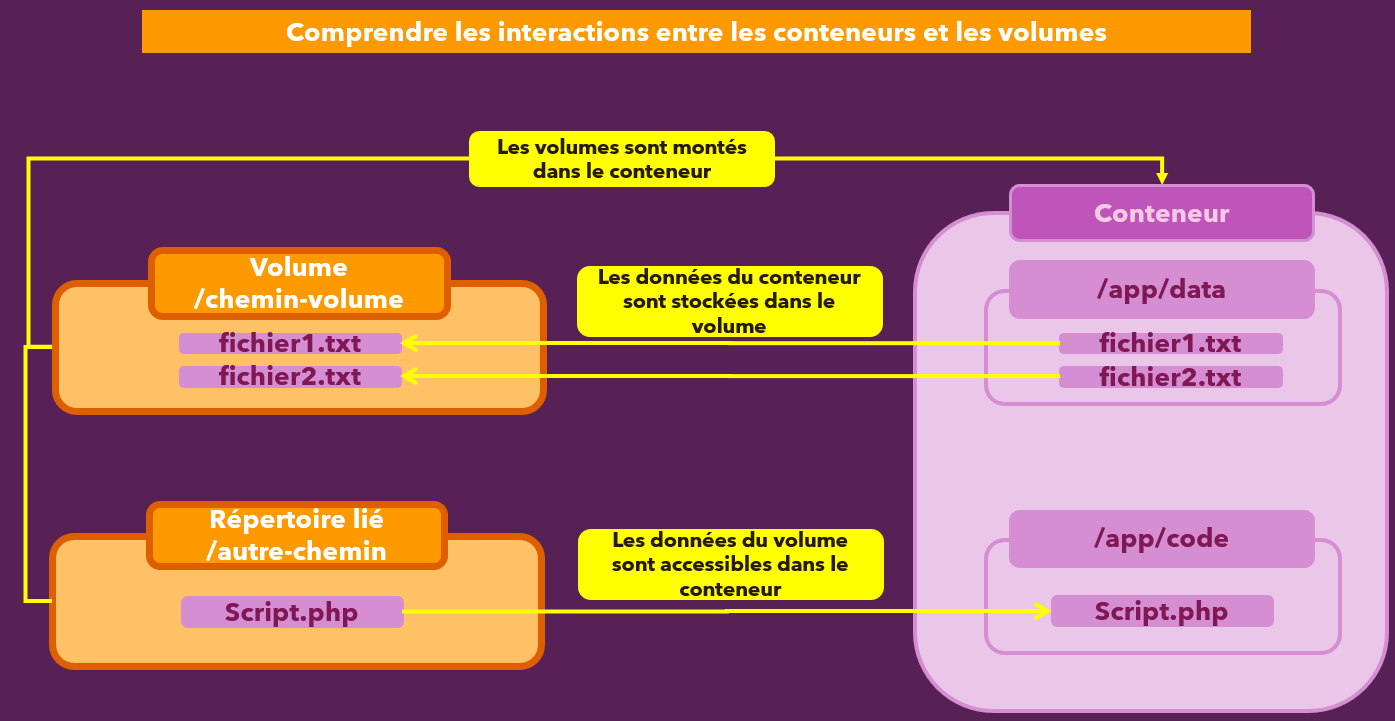 Comprendre les interactions entre les conteneurs et les volumes
Les volumes sont montés
dans le conteneur
Conteneur
Volume
/chemin-volume
Les données du conteneur
sont stockées dans le
volume
/app/data
fichier1.txt
fichier1.txt
fichier2.txt
fichier2.txt
Répertoire lié
/autre-chemin
Les données du volume
sont accessibles dans le
conteneur
/app/code
Script.php
Script.php